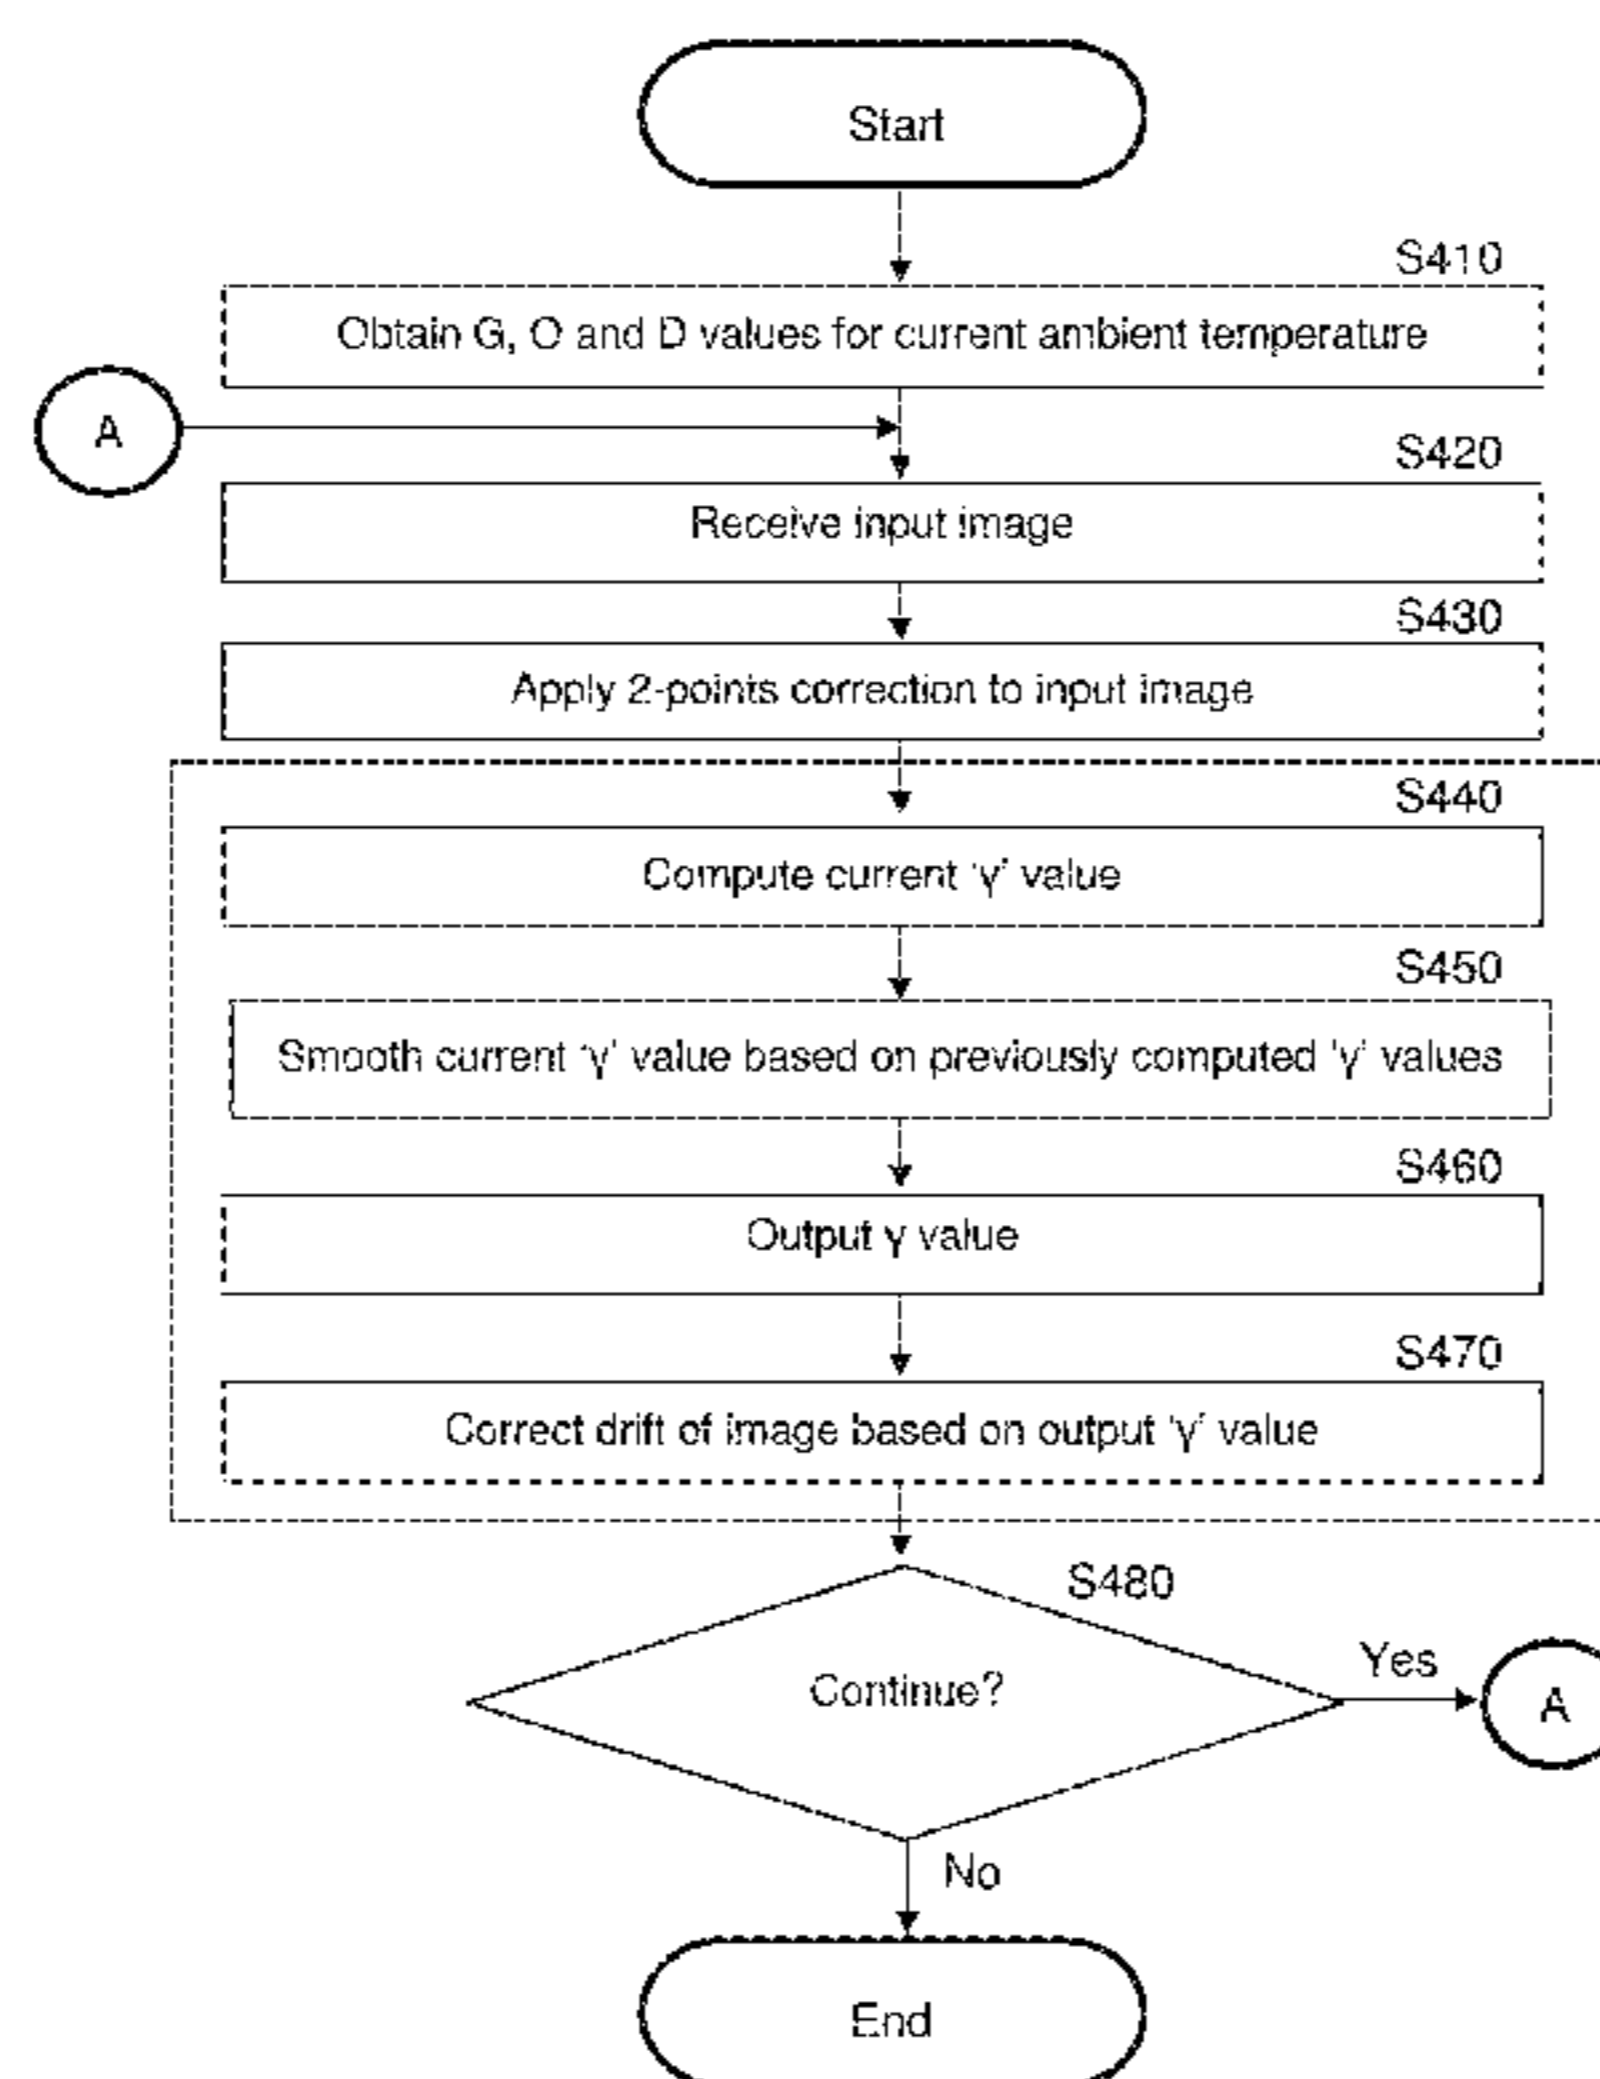 Start
S410
Obtain G, O and D values for current ambient temperature
A
S420
Receive input image
S430
Apply 2-points correction to input image
S440
Compute current 'γ' value
S450
Smooth current 'γ' value based on previously computed 'γ' values
S460
Output γ value
S470
Correct drift of image based on output 'γ' value
S480
Continue?
Yes
A
No
End